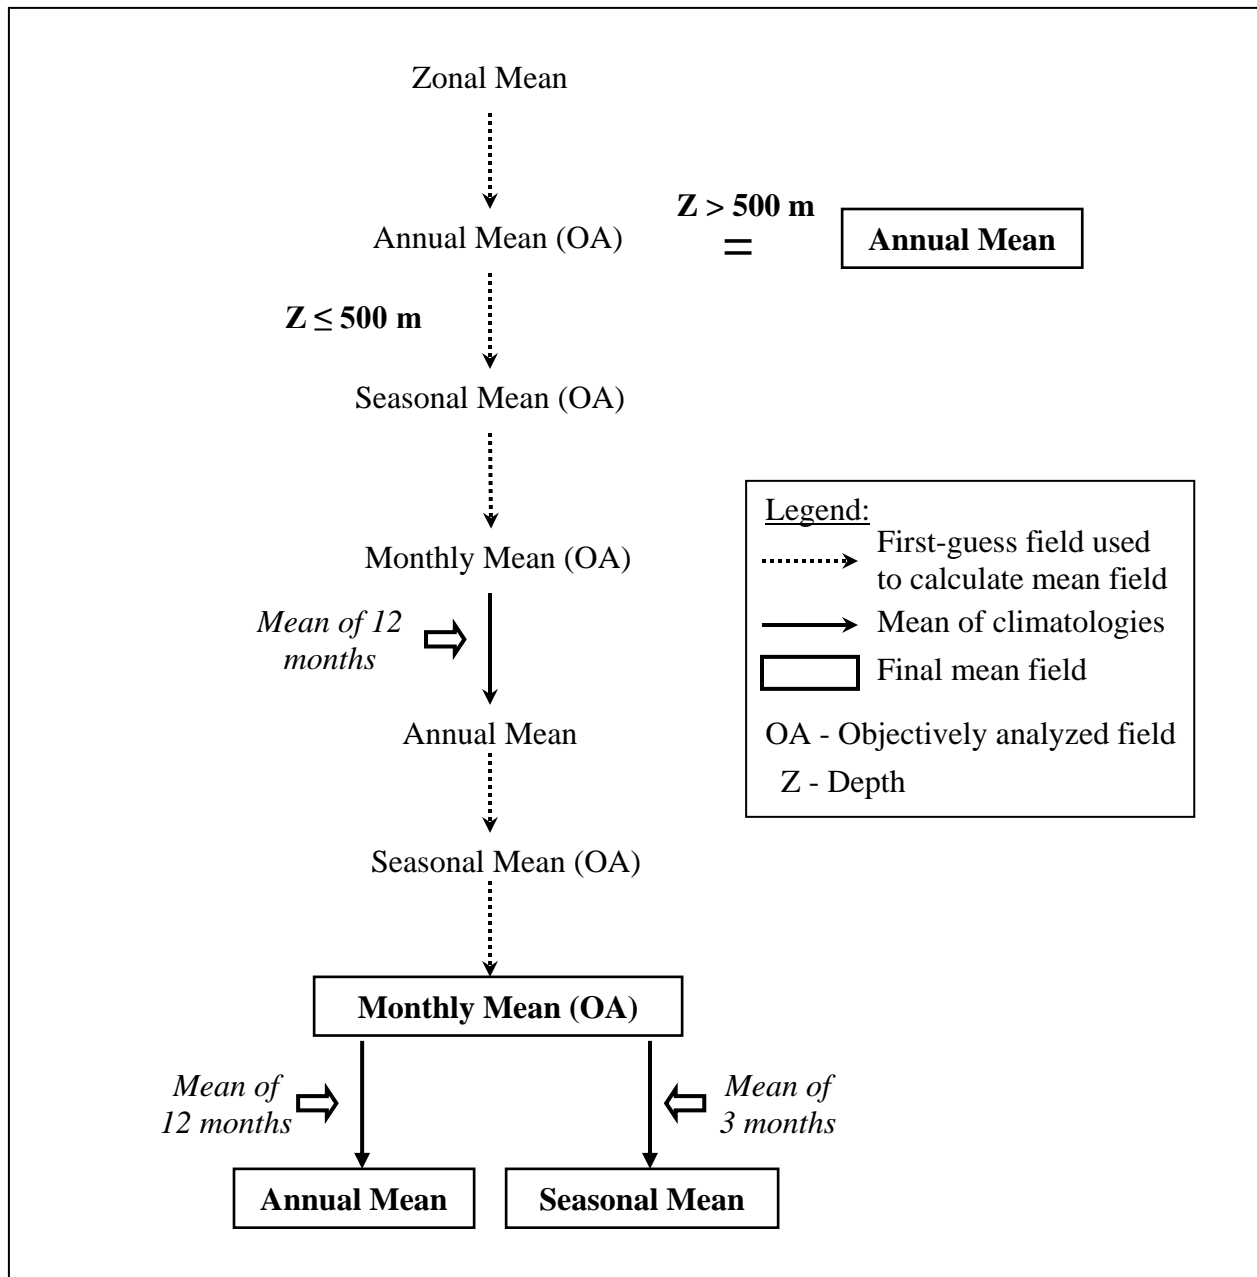 Zonal Mean
Z > 500 m
Annual Mean (OA)
=
Annual Mean
Z ≤ 500 m
Seasonal Mean (OA)
Monthly Mean (OA)
Mean of 12
months
Annual Mean
Seasonal Mean (OA)
Monthly Mean (OA)
Mean of
12 months
Mean of
3 months
Annual Mean
Seasonal Mean
Legend:
First-guess field used
to calculate mean field
Mean of climatologies
Final mean field
OA - Objectively analyzed field
Z - Depth